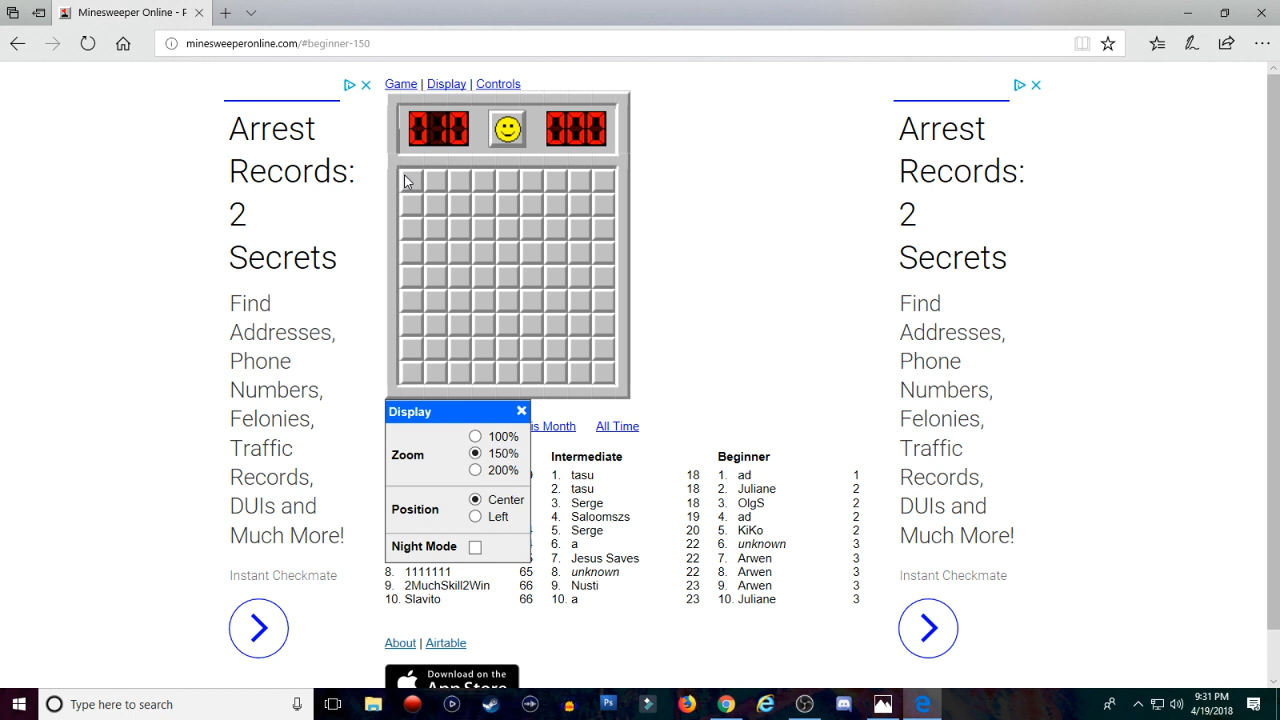 Minesweeper Online - P
minesweeperonline.com/#beginner-150
Game | Display | Controls
010
000
Arrest
Records:
2
Secrets
Find
Addresses,
Phone
Numbers,
Felonies,
Traffic
Records,
DUIs and
Much More!
Instant Checkmate
Arrest
Records:
2
Secrets
Find
Addresses,
Phone
Numbers,
Felonies,
Traffic
Records,
DUIs and
Much More!
Instant Checkmate
Display
Zoom
100%
150%
200%
Position
Center
Left
Night Mode
is Month All Time
8. 1111111 65
9. 2MuchSkill2Win 66
10. Slavito 66
Intermediate
1. tasu 18
2. tasu 18
3. Serge 18
4. Saloomszs 19
5. Serge 20
6. a 22
7. Jesus Saves 22
8. unknown 22
9. Nusti 23
10. a 23
Beginner
1. ad 1
2. Juliane 2
3. OlgS 2
4. ad 2
5. KiKo 2
6. unknown 3
7. Arwen 3
8. Arwen 3
9. Arwen 3
10. Juliane 3
About | Airtable
Download on the
App Store
Type here to search
9:31 PM
4/19/2018